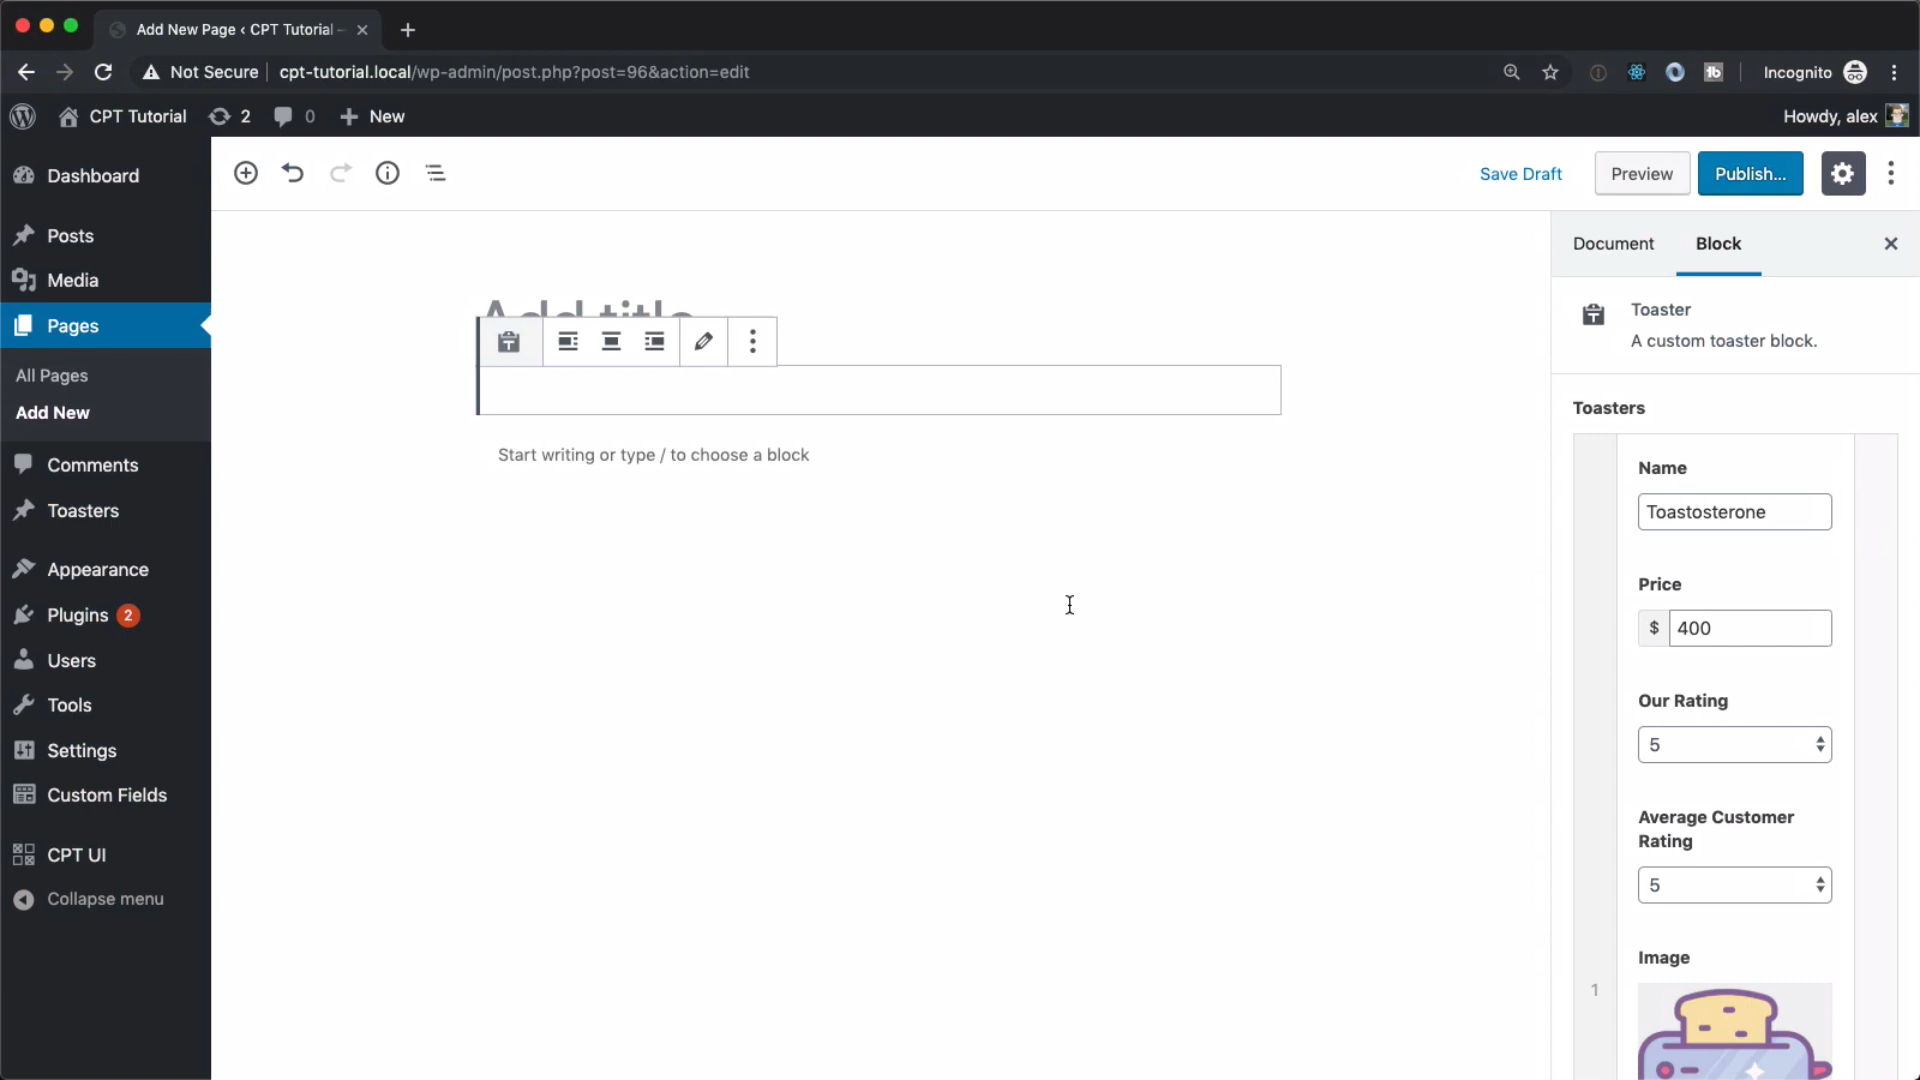 Add New Page ‹ CPT Tutorial –
Not Secure
cpt-tutorial.local/wp-admin/post.php?post=96&action=edit
Incognito
CPT Tutorial
2
0
New
Howdy, alex
Dashboard
Posts
Media
Pages
All Pages
Add New
Comments
Toasters
Appearance
Plugins 2
Users
Tools
Settings
Custom Fields
CPT UI
Collapse menu
Save Draft
Preview
Publish...
Add title
Start writing or type / to choose a block
Document
Block
Toaster
A custom toaster block.
Toasters
Name
Toastosterone
Price
$ 400
Our Rating
5
Average Customer
Rating
5
Image
1